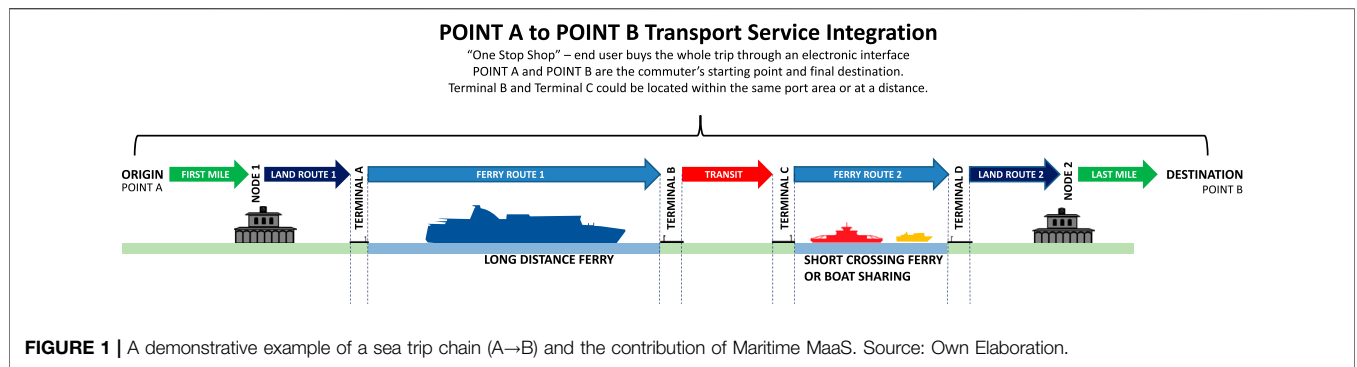 POINT A to POINT B Transport Service Integration
“One Stop Shop” – end user buys the whole trip through an electronic interface
POINT A and POINT B are the commuter’s starting point and final destination.
Terminal B and Terminal C could be located within the same port area or at a distance.
ORIGIN
POINT A
FIRST MILE
NODE 1
LAND ROUTE 1
TERMINAL A
FERRY ROUTE 1
TERMINAL B
TRANSIT
TERMINAL C
FERRY ROUTE 2
TERMINAL D
LAND ROUTE 2
NODE 2
LAST MILE
DESTINATION
POINT B
LONG DISTANCE FERRY
SHORT CROSSING FERRY
OR BOAT SHARING
FIGURE 1 | A demonstrative example of a sea trip chain (A→B) and the contribution of Maritime MaaS. Source: Own Elaboration.